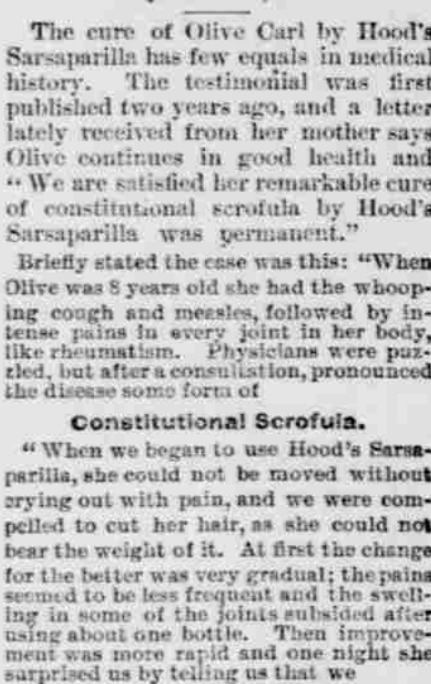 The cure of Olive Carl by Hood's
Sarsaparilla has few equals in medical
history. The testimonial was first
published two years ago, and a letter
lately received from her mother says
Olive continues in good health and
"We are satisfied her remarkable cure
of constitutional scrofula by Hood's
Sarsaparilla was permanent."
Briefly stated the case was this: "When
Olive was 8 years old she had the whoop-
ing cough and measles, followed by in-
tense pains in every joint in her body,
like rheumatism. Physicians were puz-
zled, but after a consultation, pronounced
the disease some form of
Constitutional Scrofula.
"When we began to use Hood's Sarsa-
parilla, she could not be moved without
crying out with pain, and we were com-
pelled to cut her hair, as she could not
bear the weight of it. At first the change
for the better was very gradual; the pains
seemed to be less frequent and the swell-
ing in some of the joints subsided after
using about one bottle. Then improve-
ment was more rapid and one night she
surprised us by telling us that we